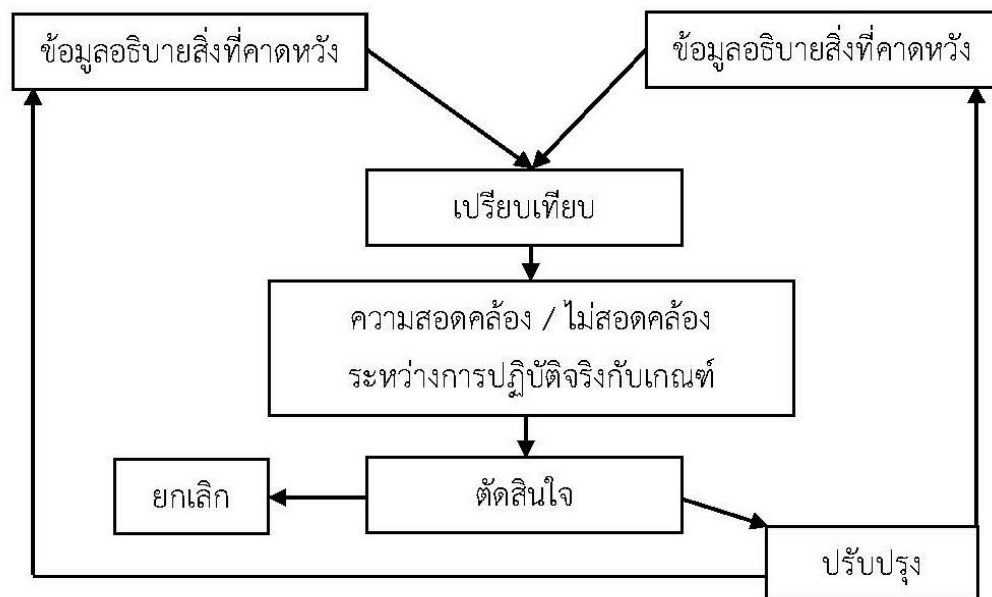 ข้อมูลอธิบายสิ่งที่คาดหวัง
ข้อมูลอธิบายสิ่งที่คาดหวัง
เปรียบเทียบ
ความสอดคล้อง / ไม่สอดคล้อง
ระหว่างการปฏิบัติจริงกับเกณฑ์
ยกเลิก
ตัดสินใจ
ปรับปรุง